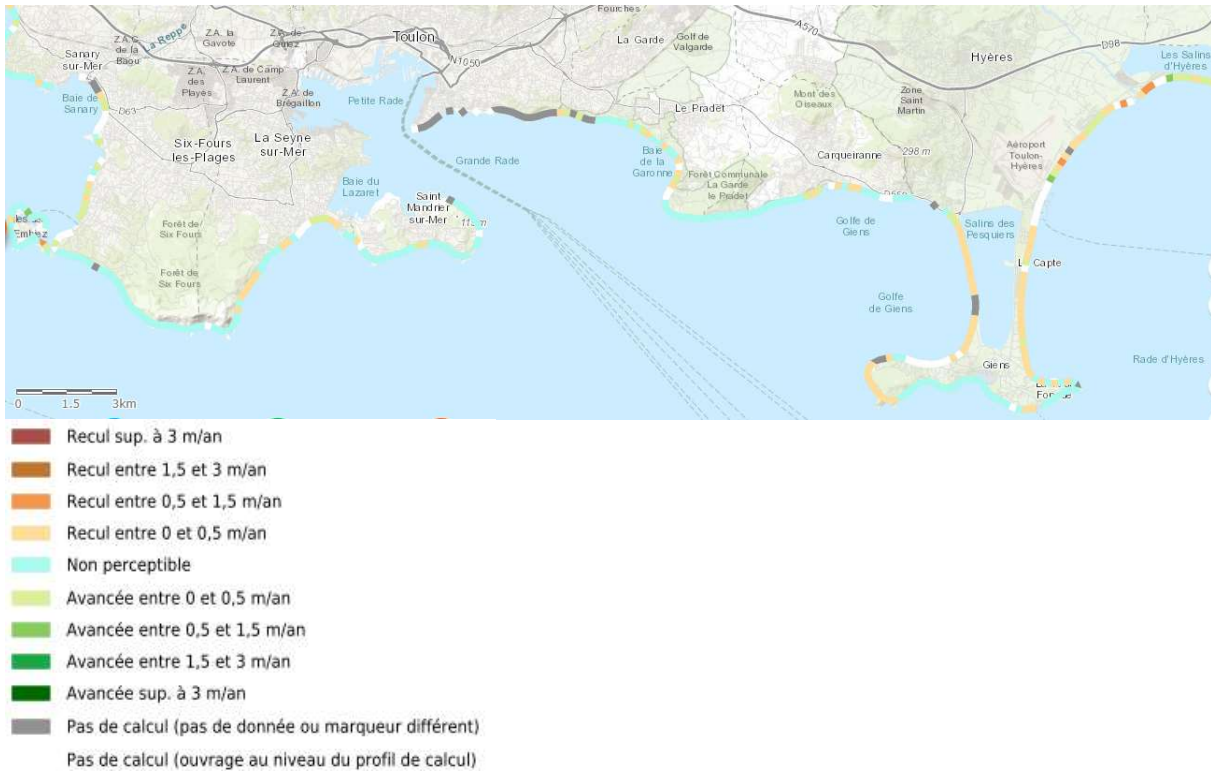 Fourches
Toulon
La Garde
Golf de
Valgarde
A570
D98
Z.A.C.
de la
Baou
La Reppe
Z.A. la
Gavote
Z.A. de
Quiez
Sanary
sur-Mer
N1050
Hyères
Les Salins
d'Hyères
Z.A.
des
Playes
Z.A. de Camp
Laurent
Z.A. de
Brégaillon
Petite Rade
Mont des
Oiseaux
Zone
Saint
Martin
Baie de
Sanary
D63
Le Pradet
Six-Fours
les-Plages
La Seyne
sur-Mer
Grande Rade
Baie
de la
Garonne
Carqueiranne
298 m
Aéroport
Toulon-
Hyères
Forêt Communale
La Garde
le Pradet
D559
Baie du
Lazaret
Saint
Mandrier
sur-Mer
Golfe de
Giens
Salins des
Pesquiers
Forêt de
Six Fours
Forêt de
Six Fours
Capte
Golfe
de Giens
Giens
Rade d'Hyères
0 1.5 3km
Recul sup. à 3 m/an
Recul entre 1,5 et 3 m/an
Recul entre 0,5 et 1,5 m/an
Recul entre 0 et 0,5 m/an
Non perceptible
Avancée entre 0 et 0,5 m/an
Avancée entre 0,5 et 1,5 m/an
Avancée entre 1,5 et 3 m/an
Avancée sup. à 3 m/an
Pas de calcul (pas de donnée ou marqueur différent)
Pas de calcul (ouvrage au niveau du profil de calcul)